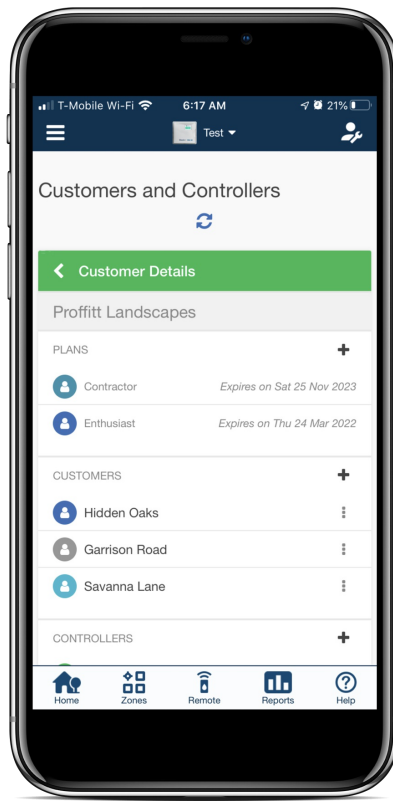 T-Mobile Wi-Fi 6:17 AM 21%
Test
Customers and Controllers
Customer Details
Proffitt Landscapes
PLANS
Contractor Expires on Sat 25 Nov 2023
Enthusiast Expires on Thu 24 Mar 2022
CUSTOMERS
Hidden Oaks
Garrison Road
Savanna Lane
CONTROLLERS
Home Zones Remote Reports Help